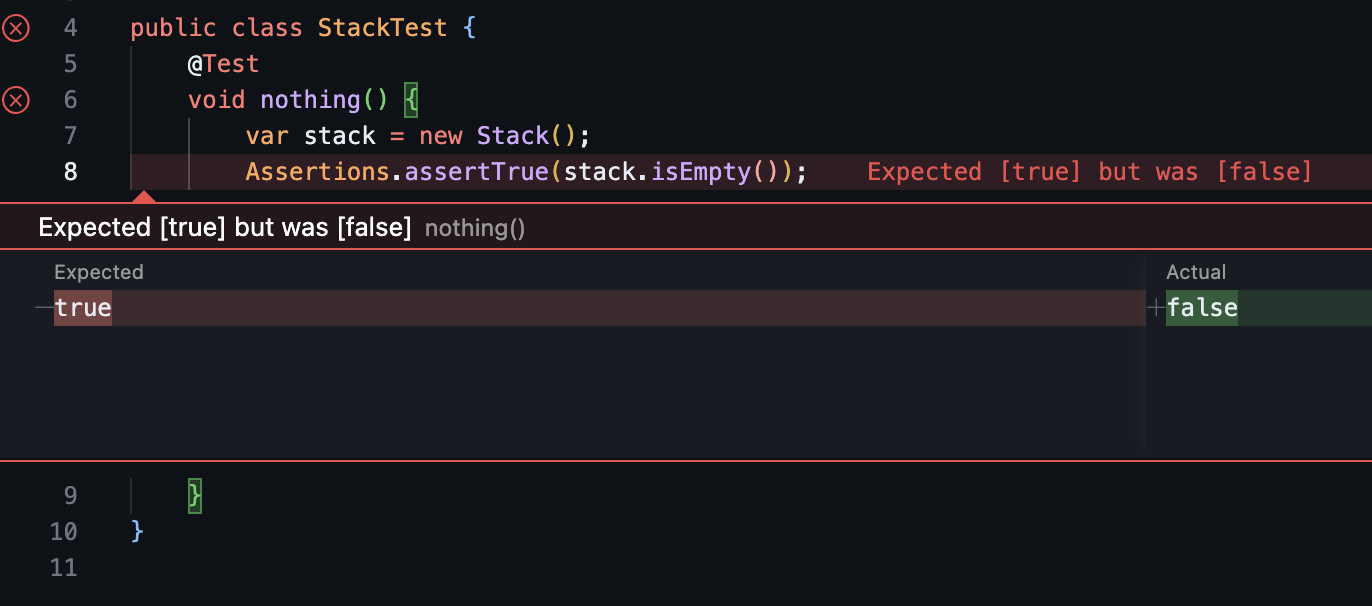 4 public class StackTest {
5 @Test
6 void nothing() {
7 var stack = new Stack();
8 Assertions.assertTrue(stack.isEmpty()); Expected [true] but was [false]
Expected [true] but was [false] nothing()
Expected Actual
—true +false
9 }
10 }
11